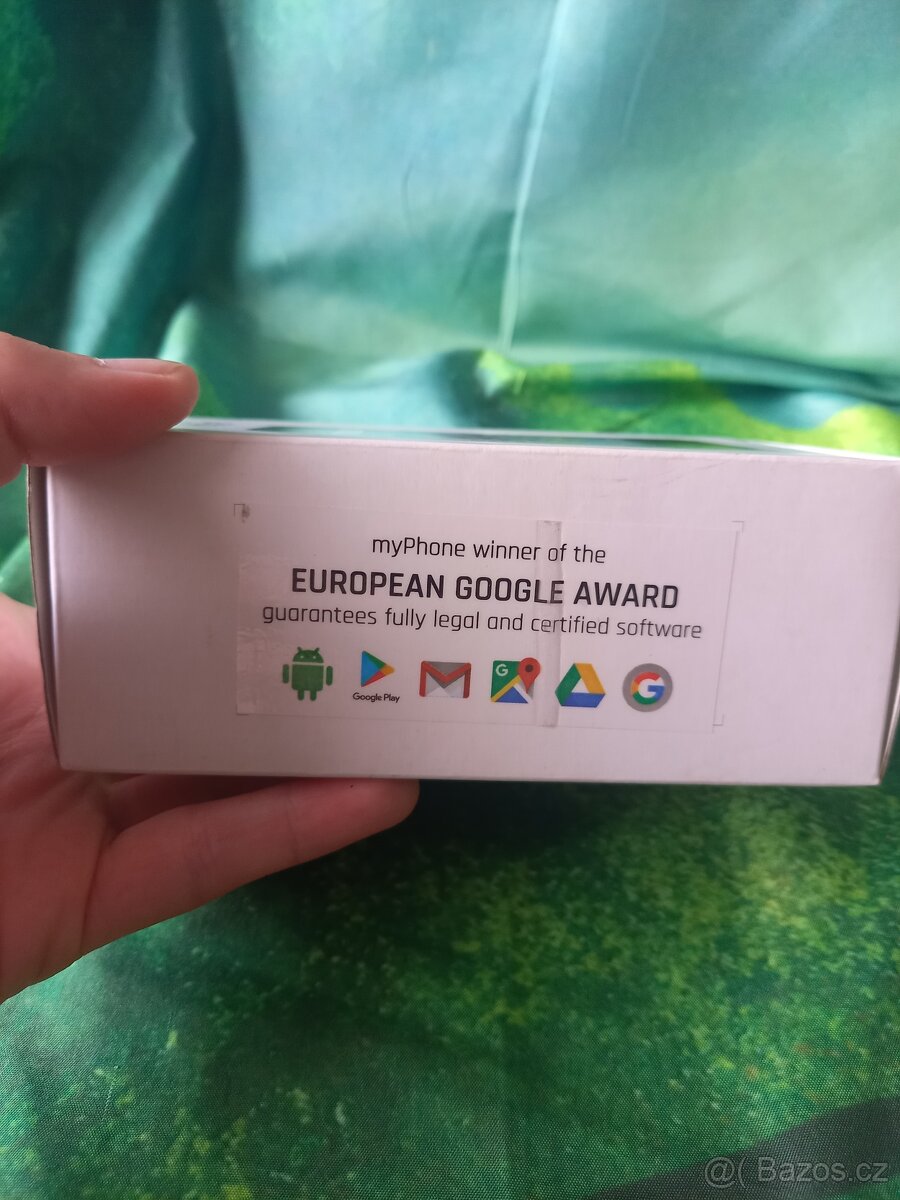 myPhone winner of the
EUROPEAN GOOGLE AWARD
guarantees fully legal and certified software
Google Play
G
G
@( Bazos.cz